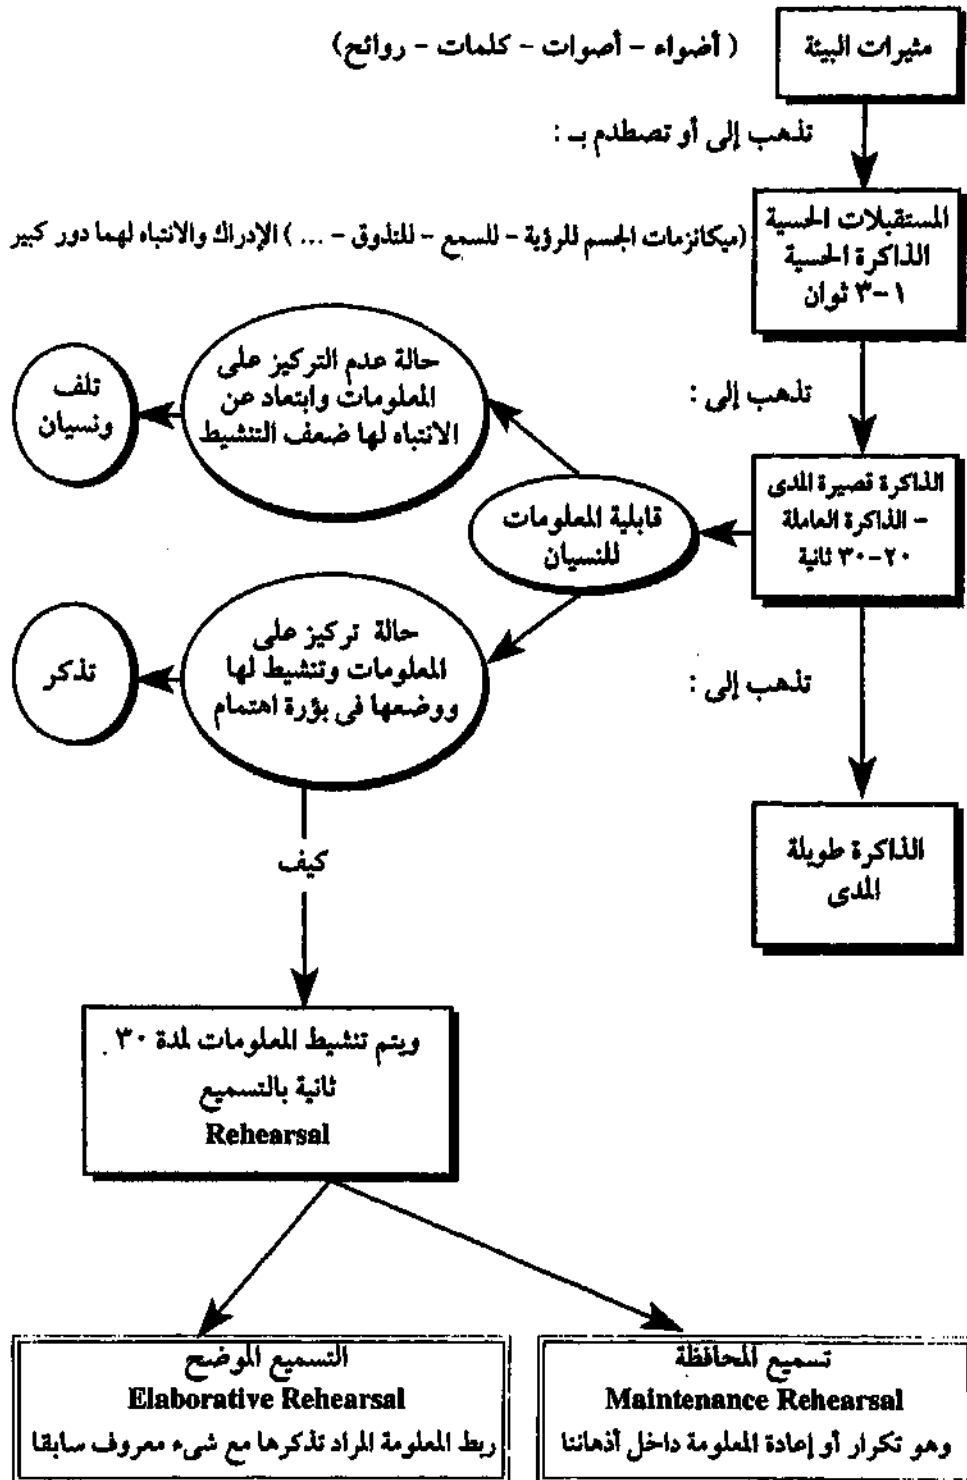 مثيرات البيئة
( أضواء - أصوات - كلمات - روائح)
تذهب إلى أو تصطدم بـ :
المستقبلات الحسية
الذاكرة الحسية
١-٣ ثوان
(ميكانزمات الجسم للرؤية - للسمع - للتذوق - ... ) الإدراك والانتباه لهما دور كبير
تذهب إلى :
الذاكرة قصيرة المدى
- الذاكرة العاملة
٢٠-٣٠ ثانية
قابلية المعلومات
للنسيان
حالة عدم التركيز على
المعلومات وابتعاد عن
الانتباه لها ضعف التنشيط
تلف
ونسيان
حالة تركيز على
المعلومات وتنشيط لها
ووضعها فى بؤرة اهتمام
تذكر
تذهب إلى :
الذاكرة طويلة
المدى
كيف
ويتم تنشيط المعلومات لمدة ٣٠
ثانية بالتسميع
Rehearsal
تسميع المحافظة
Maintenance Rehearsal
وهو تكرار أو إعادة المعلومة داخل أذهاننا
التسميع الموضح
Elaborative Rehearsal
ربط المعلومة المراد تذكرها مع شىء معروف سابقا